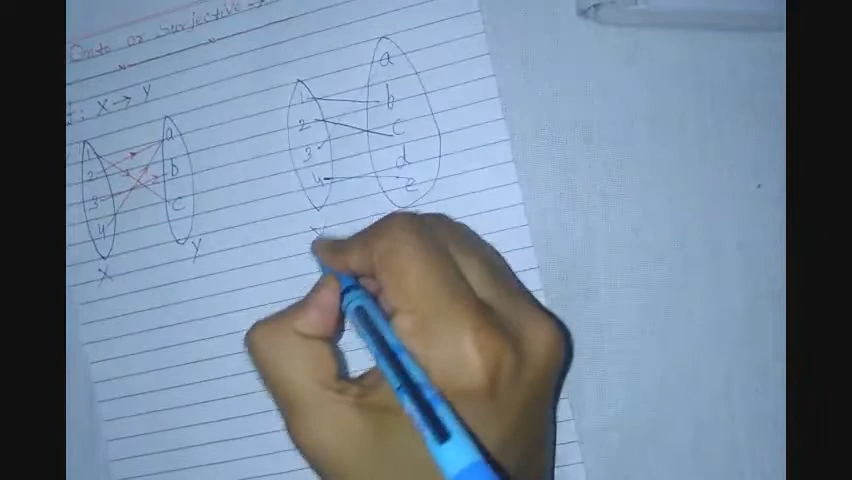 Onto or Surjective →
f: X → Y
1 a
2 b
3 c
4
X Y
1 a
2 b
3 c
4 d
e